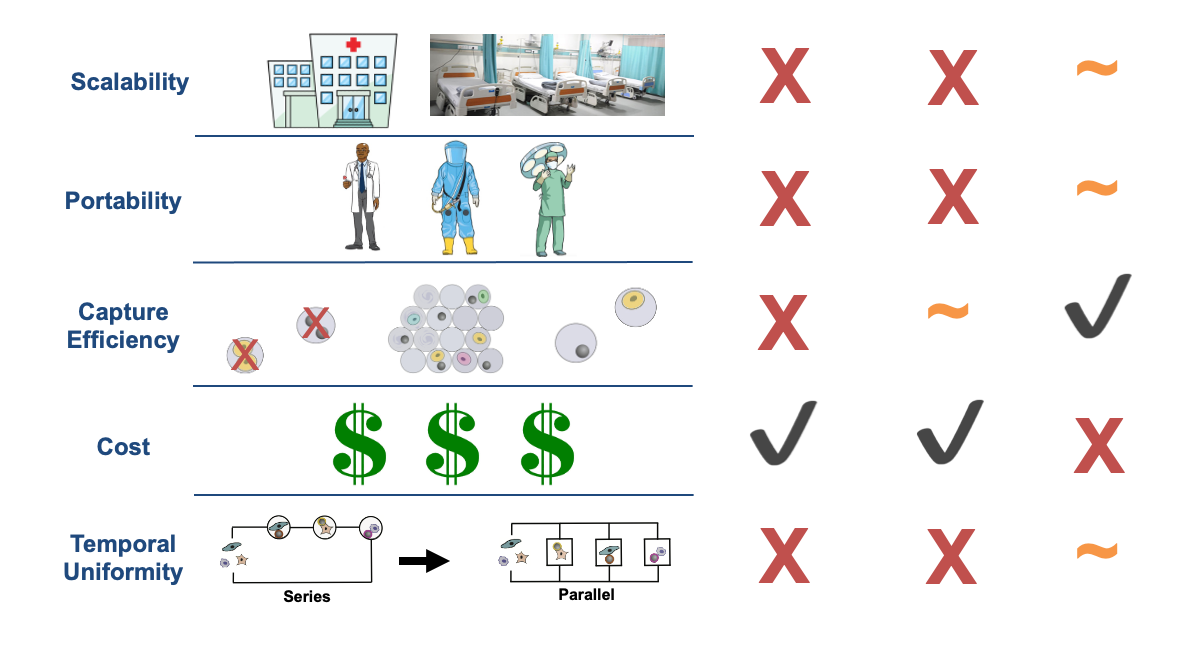 Scalability
X X ~
Portability
X X ~
X X
Capture
Efficiency
X ~ ✓
Cost
$ $ $
✓ ✓ X
Temporal
Uniformity
X X ~
Series
Parallel